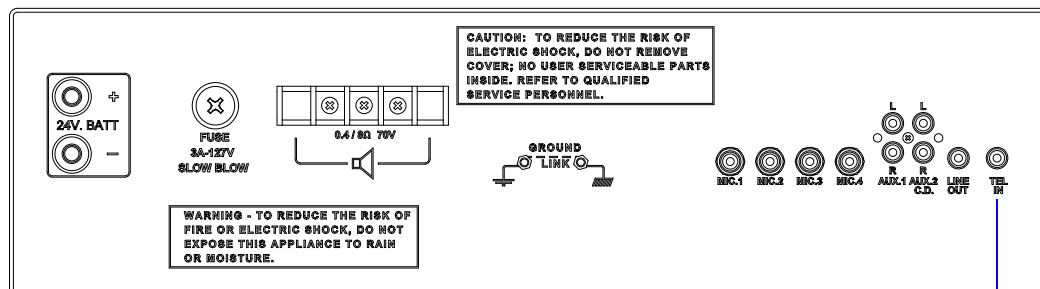 CAUTION: TO REDUCE THE RISK OF
ELECTRIC SHOCK, DO NOT REMOVE
COVER; NO USER SERVICEABLE PARTS
INSIDE. REFER TO QUALIFIED
SERVICE PERSONNEL.
+
24V. BATT
−
FUSE
3A-127V
SLOW BLOW
0.4 / 8Ω 70V
GROUND
LINK
L L
R R
MIC.1 MIC.2 MIC.3 MIC.4 AUX.1 AUX.2 LINE TEL
C.D. OUT IN
WARNING - TO REDUCE THE RISK OF
FIRE OR ELECTRIC SHOCK, DO NOT
EXPOSE THIS APPLIANCE TO RAIN
OR MOISTURE.